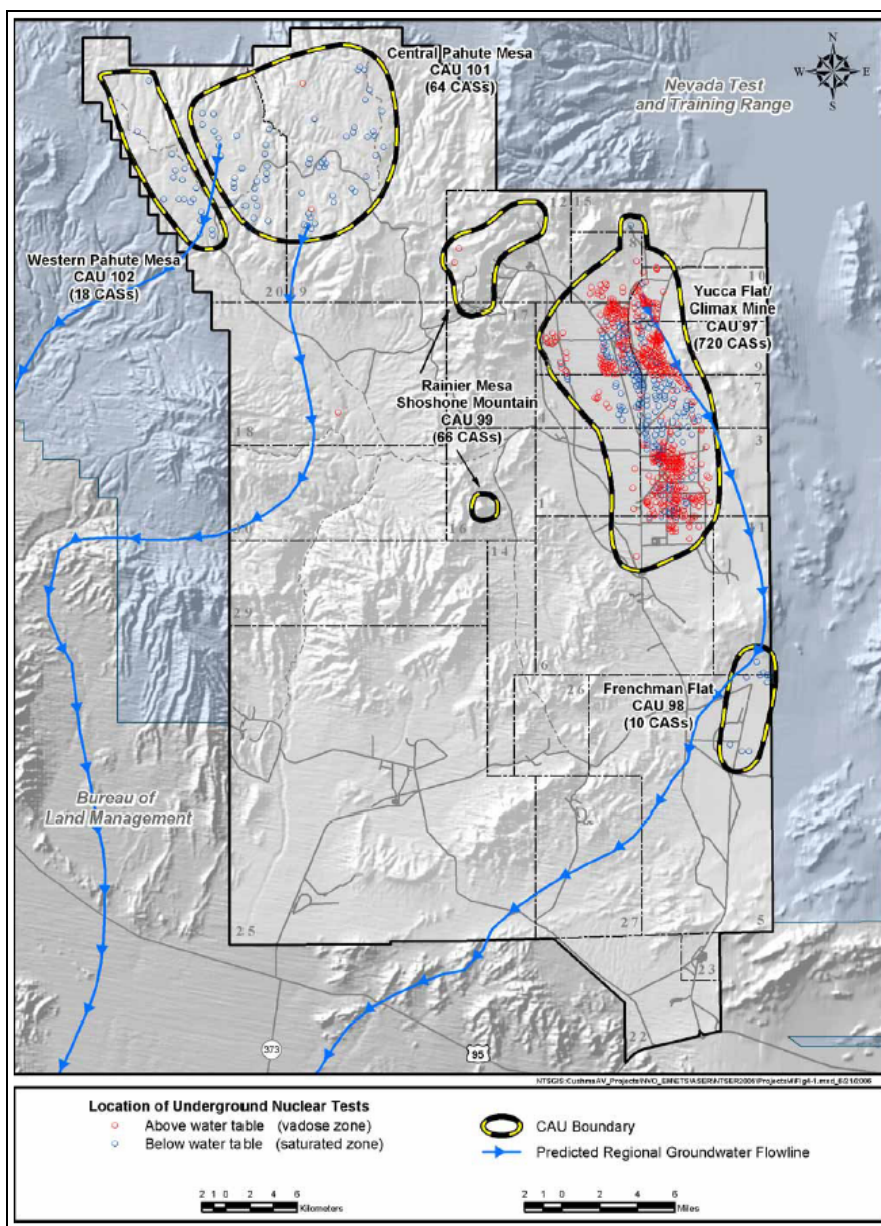 Central Pahute Mesa
CAU 101
(64 CASs)
N
W E
S
Nevada Test
and Training Range
12
15
8
10
Western Pahute Mesa
CAU 102
(18 CASs)
20
19
17
Yucca Flat/
Climax Mine
CAU 97
(720 CASs)
9
7
Rainier Mesa
Shoshone Mountain
CAU 99
(66 CASs)
18
3
16
11
30
14
29
6
26
Frenchman Flat
CAU 98
(10 CASs)
Bureau of
Land Management
25
27
5
23
22
373
95
Location of Underground Nuclear Tests
Above water table (vadose zone)
Below water table (saturated zone)
CAU Boundary
Predicted Regional Groundwater Flowline
2 1 0 2 4 6
Kilometers
2 1 0 2 4 6
Miles